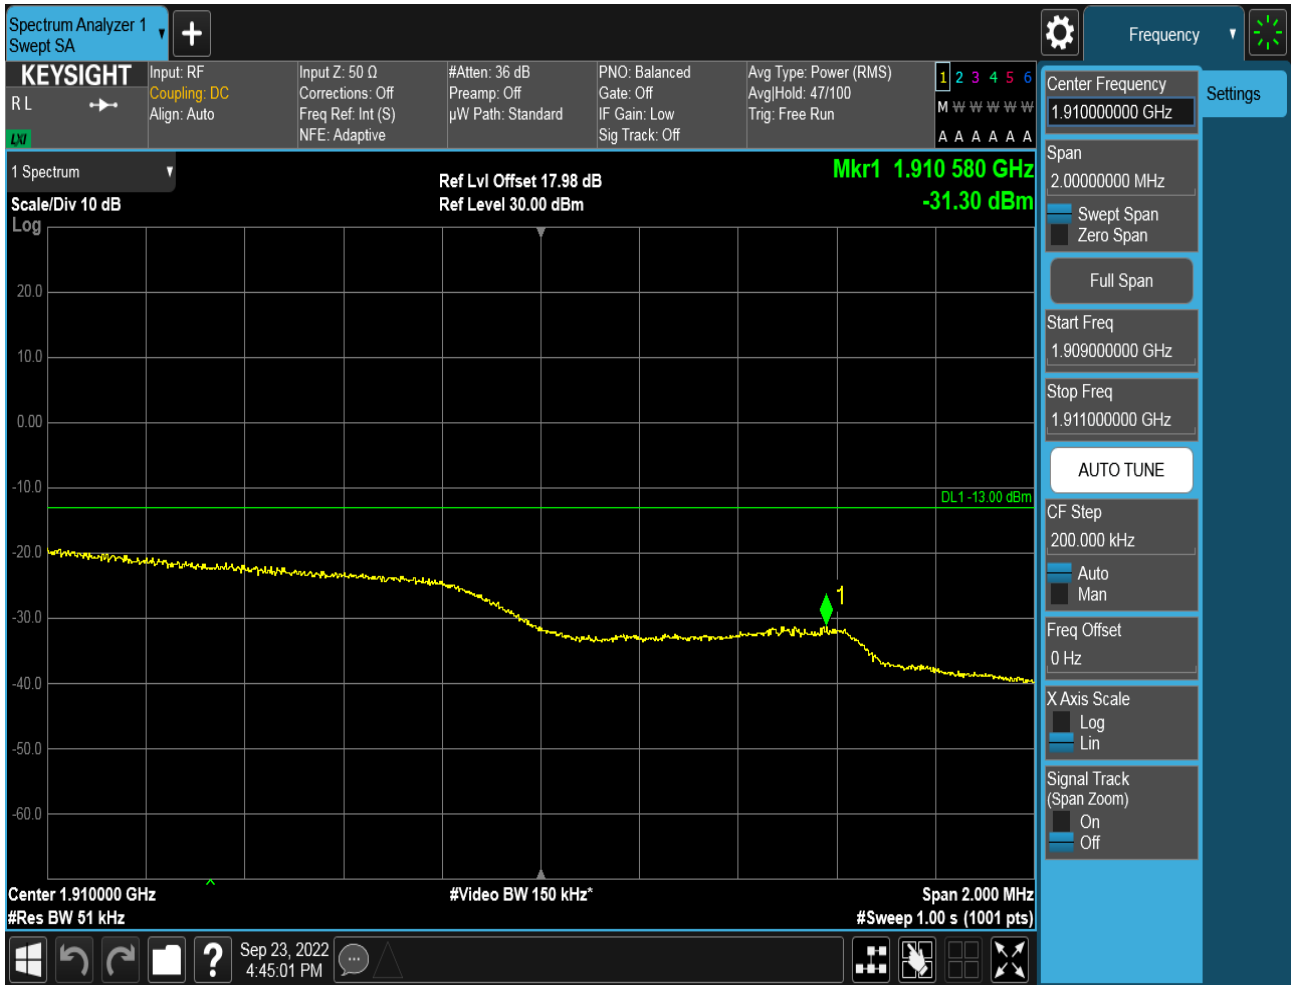 Spectrum Analyzer 1
Swept SA
Frequency
KEYSIGHT
R L
LXI
Input: RF
Coupling: DC
Align: Auto
Input Z: 50 Ω
Corrections: Off
Freq Ref: Int (S)
NFE: Adaptive
#Atten: 36 dB
Preamp: Off
µW Path: Standard
PNO: Balanced
Gate: Off
IF Gain: Low
Sig Track: Off
Avg Type: Power (RMS)
Avg|Hold: 47/100
Trig: Free Run
1 2 3 4 5 6
M W W W W W
A A A A A A
1 Spectrum
Scale/Div 10 dB
Log
Ref Lvl Offset 17.98 dB
Ref Level 30.00 dBm
Mkr1 1.910 580 GHz
-31.30 dBm
20.0
10.0
0.00
-10.0
-20.0
-30.0
-40.0
-50.0
-60.0
DL1 -13.00 dBm
1
Center 1.910000 GHz
#Res BW 51 kHz
#Video BW 150 kHz*
Span 2.000 MHz
#Sweep 1.00 s (1001 pts)
?
Sep 23, 2022
4:45:01 PM
Center Frequency
1.910000000 GHz
Settings
Span
2.00000000 MHz
Swept Span
Zero Span
Full Span
Start Freq
1.909000000 GHz
Stop Freq
1.911000000 GHz
AUTO TUNE
CF Step
200.000 kHz
Auto
Man
Freq Offset
0 Hz
X Axis Scale
Log
Lin
Signal Track
(Span Zoom)
On
Off